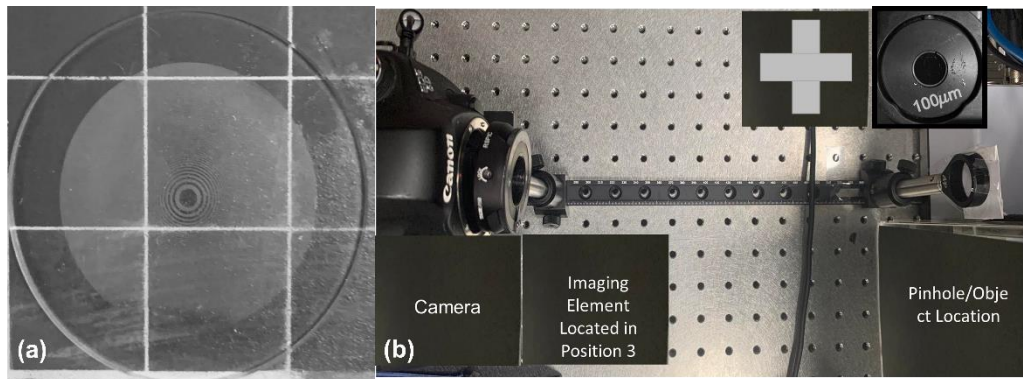 (a)
(b)
100µm
Canon
Camera
Imaging
Element
Located in
Position 3
Pinhole/Obje
ct Location